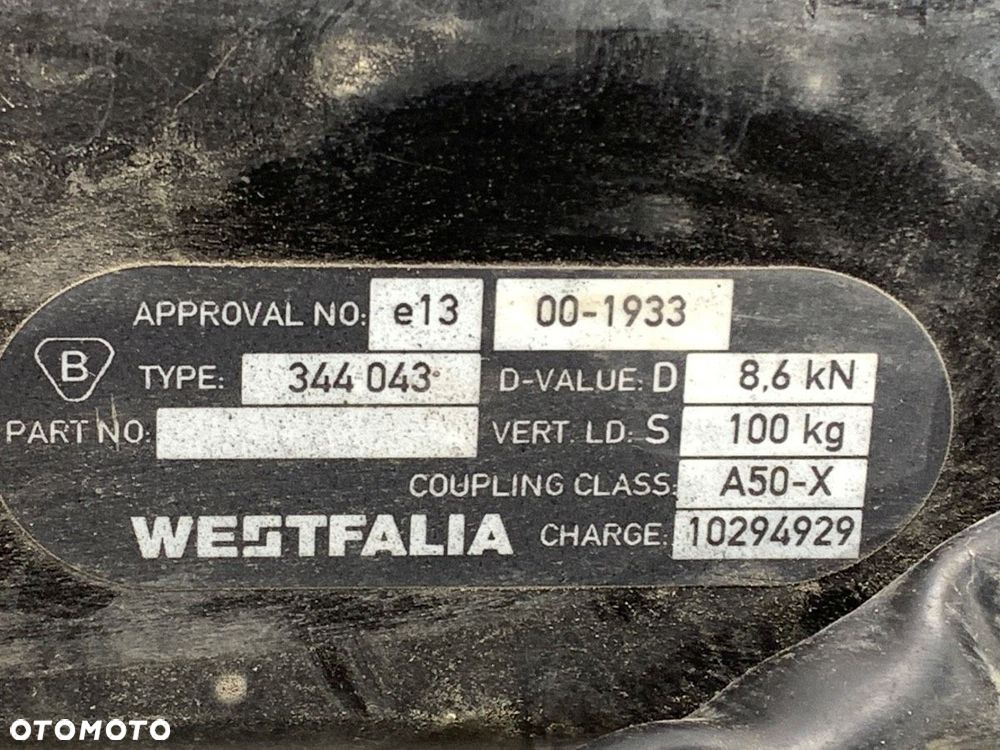 APPROVAL NO: e13 00-1933
B TYPE: 344 043 D-VALUE: D 8,6 kN
PART NO: VERT. LD: S 100 kg
COUPLING CLASS: A50-X
WESTFALIA CHARGE: 10294929
OTOMOTO